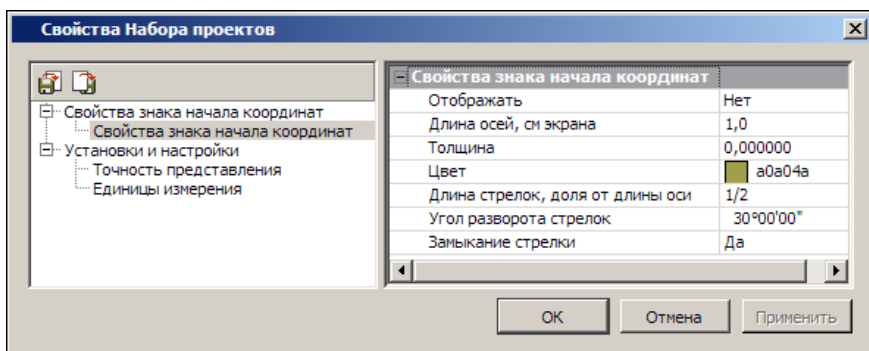 Свойства Набора проектов
Свойства знака начала координат
Свойства знака начала координат
Установки и настройки
Точность представления
Единицы измерения
Свойства знака начала координат
Отображать Нет
Длина осей, см экрана 1,0
Толщина 0,000000
Цвет a0a04a
Длина стрелок, доля от длины оси 1/2
Угол разворота стрелок 30°00'00"
Замыкание стрелки Да
ОК Отмена Применить